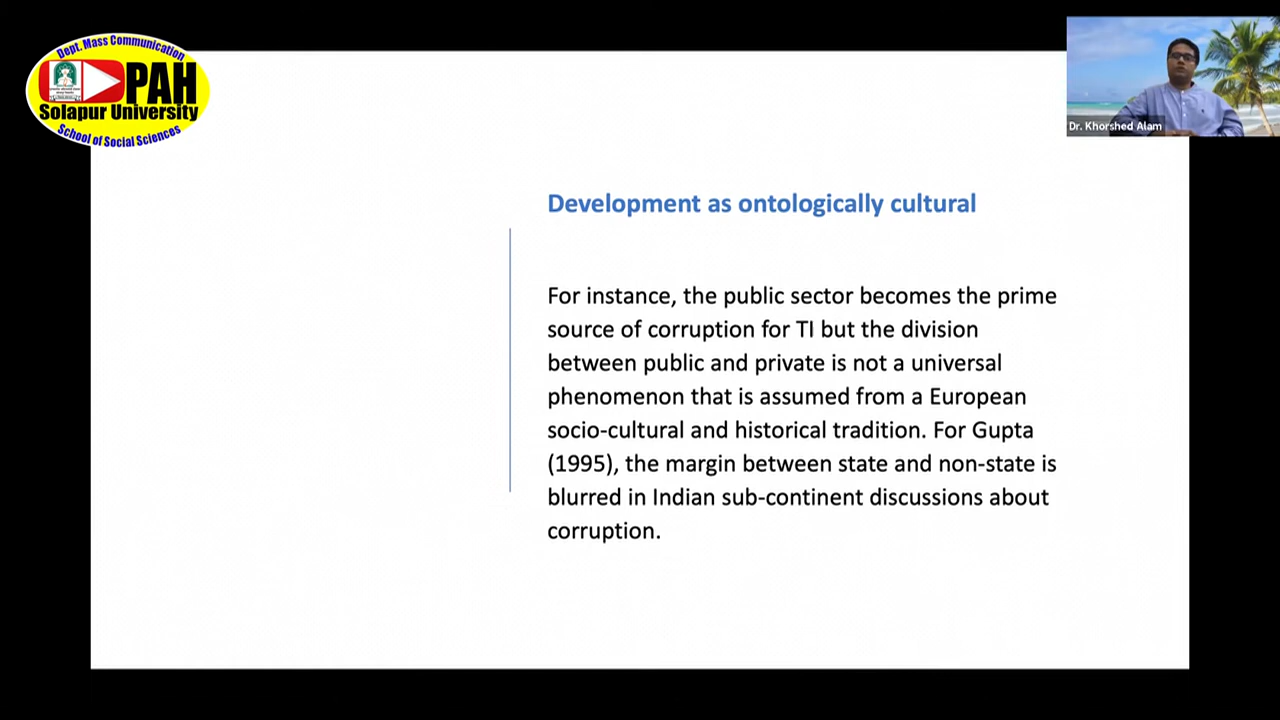 Dept. Mass Communication
PAH
Solapur University
School of Social Sciences
Dr. Khorshed Alam
Development as ontologically cultural
For instance, the public sector becomes the prime
source of corruption for TI but the division
between public and private is not a universal
phenomenon that is assumed from a European
socio-cultural and historical tradition. For Gupta
(1995), the margin between state and non-state is
blurred in Indian sub-continent discussions about
corruption.